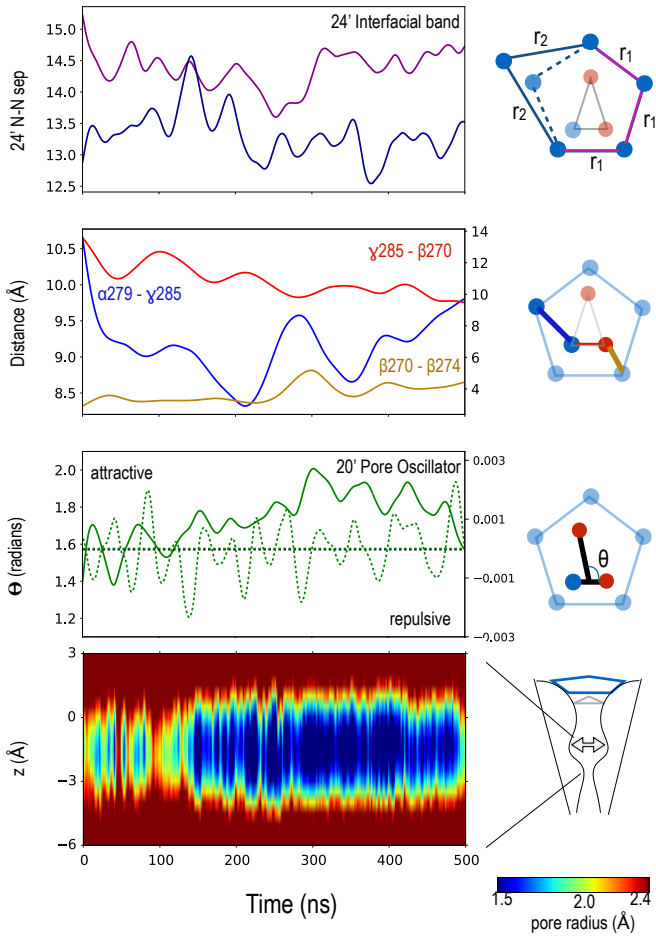 24' Interfacial band
15.0
14.5
14.0
13.5
13.0
12.5
24' N-N sep
r2
r1
r2
r1
r1
10.5
10.0
9.5
9.0
8.5
Distance (Å)
14
12
10
8
6
4
ɣ285 - β270
α279 - ɣ285
β270 - β274
2.0
1.8
1.6
1.4
1.2
Θ (radians)
attractive
20' Pore Oscillator
repulsive
0.003
0.001
−0.001
−0.003
θ
3
0
−3
−6
z (Å)
0
100
200
300
400
500
Time (ns)
1.5
2.0
2.4
pore radius (Å)